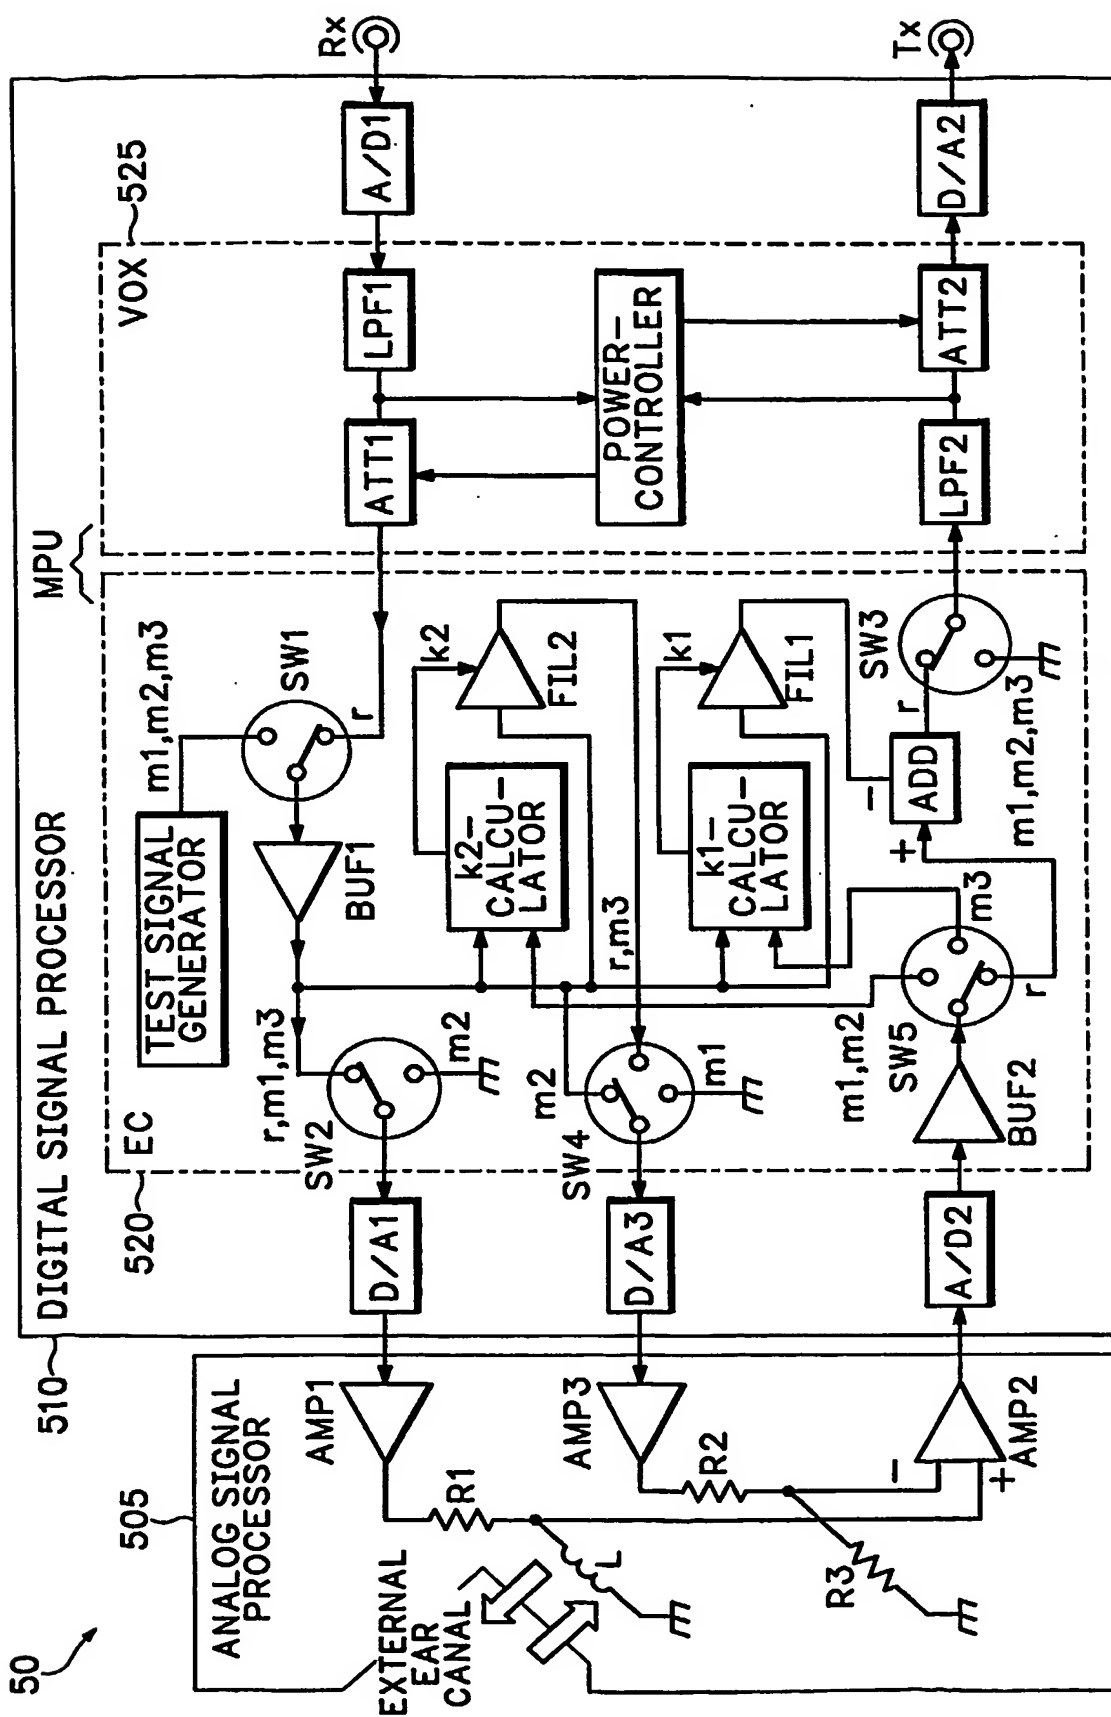 50
505
ANALOG SIGNAL
PROCESSOR
EXTERNAL
EAR
CANAL
AMP1
R1
L
AMP3
R2
R3
AMP2
-
+
510
DIGITAL SIGNAL PROCESSOR
MPU
520
EC
D/A1
D/A3
A/D2
TEST SIGNAL
GENERATOR
m1,m2,m3
SW1
r
BUF1
r,m1,m3
SW2
m2
k2-
CALCU-
LATOR
k2
FIL2
r,m3
m2
SW4
m1
k1-
CALCU-
LATOR
k1
FIL1
m1,m2
SW5
m3
r
BUF2
+
-
ADD
r
SW3
m1,m2,m3
VOX
525
ATT1
LPF1
POWER-
CONTROLLER
LPF2
ATT2
A/D1
D/A2
Rx
Tx